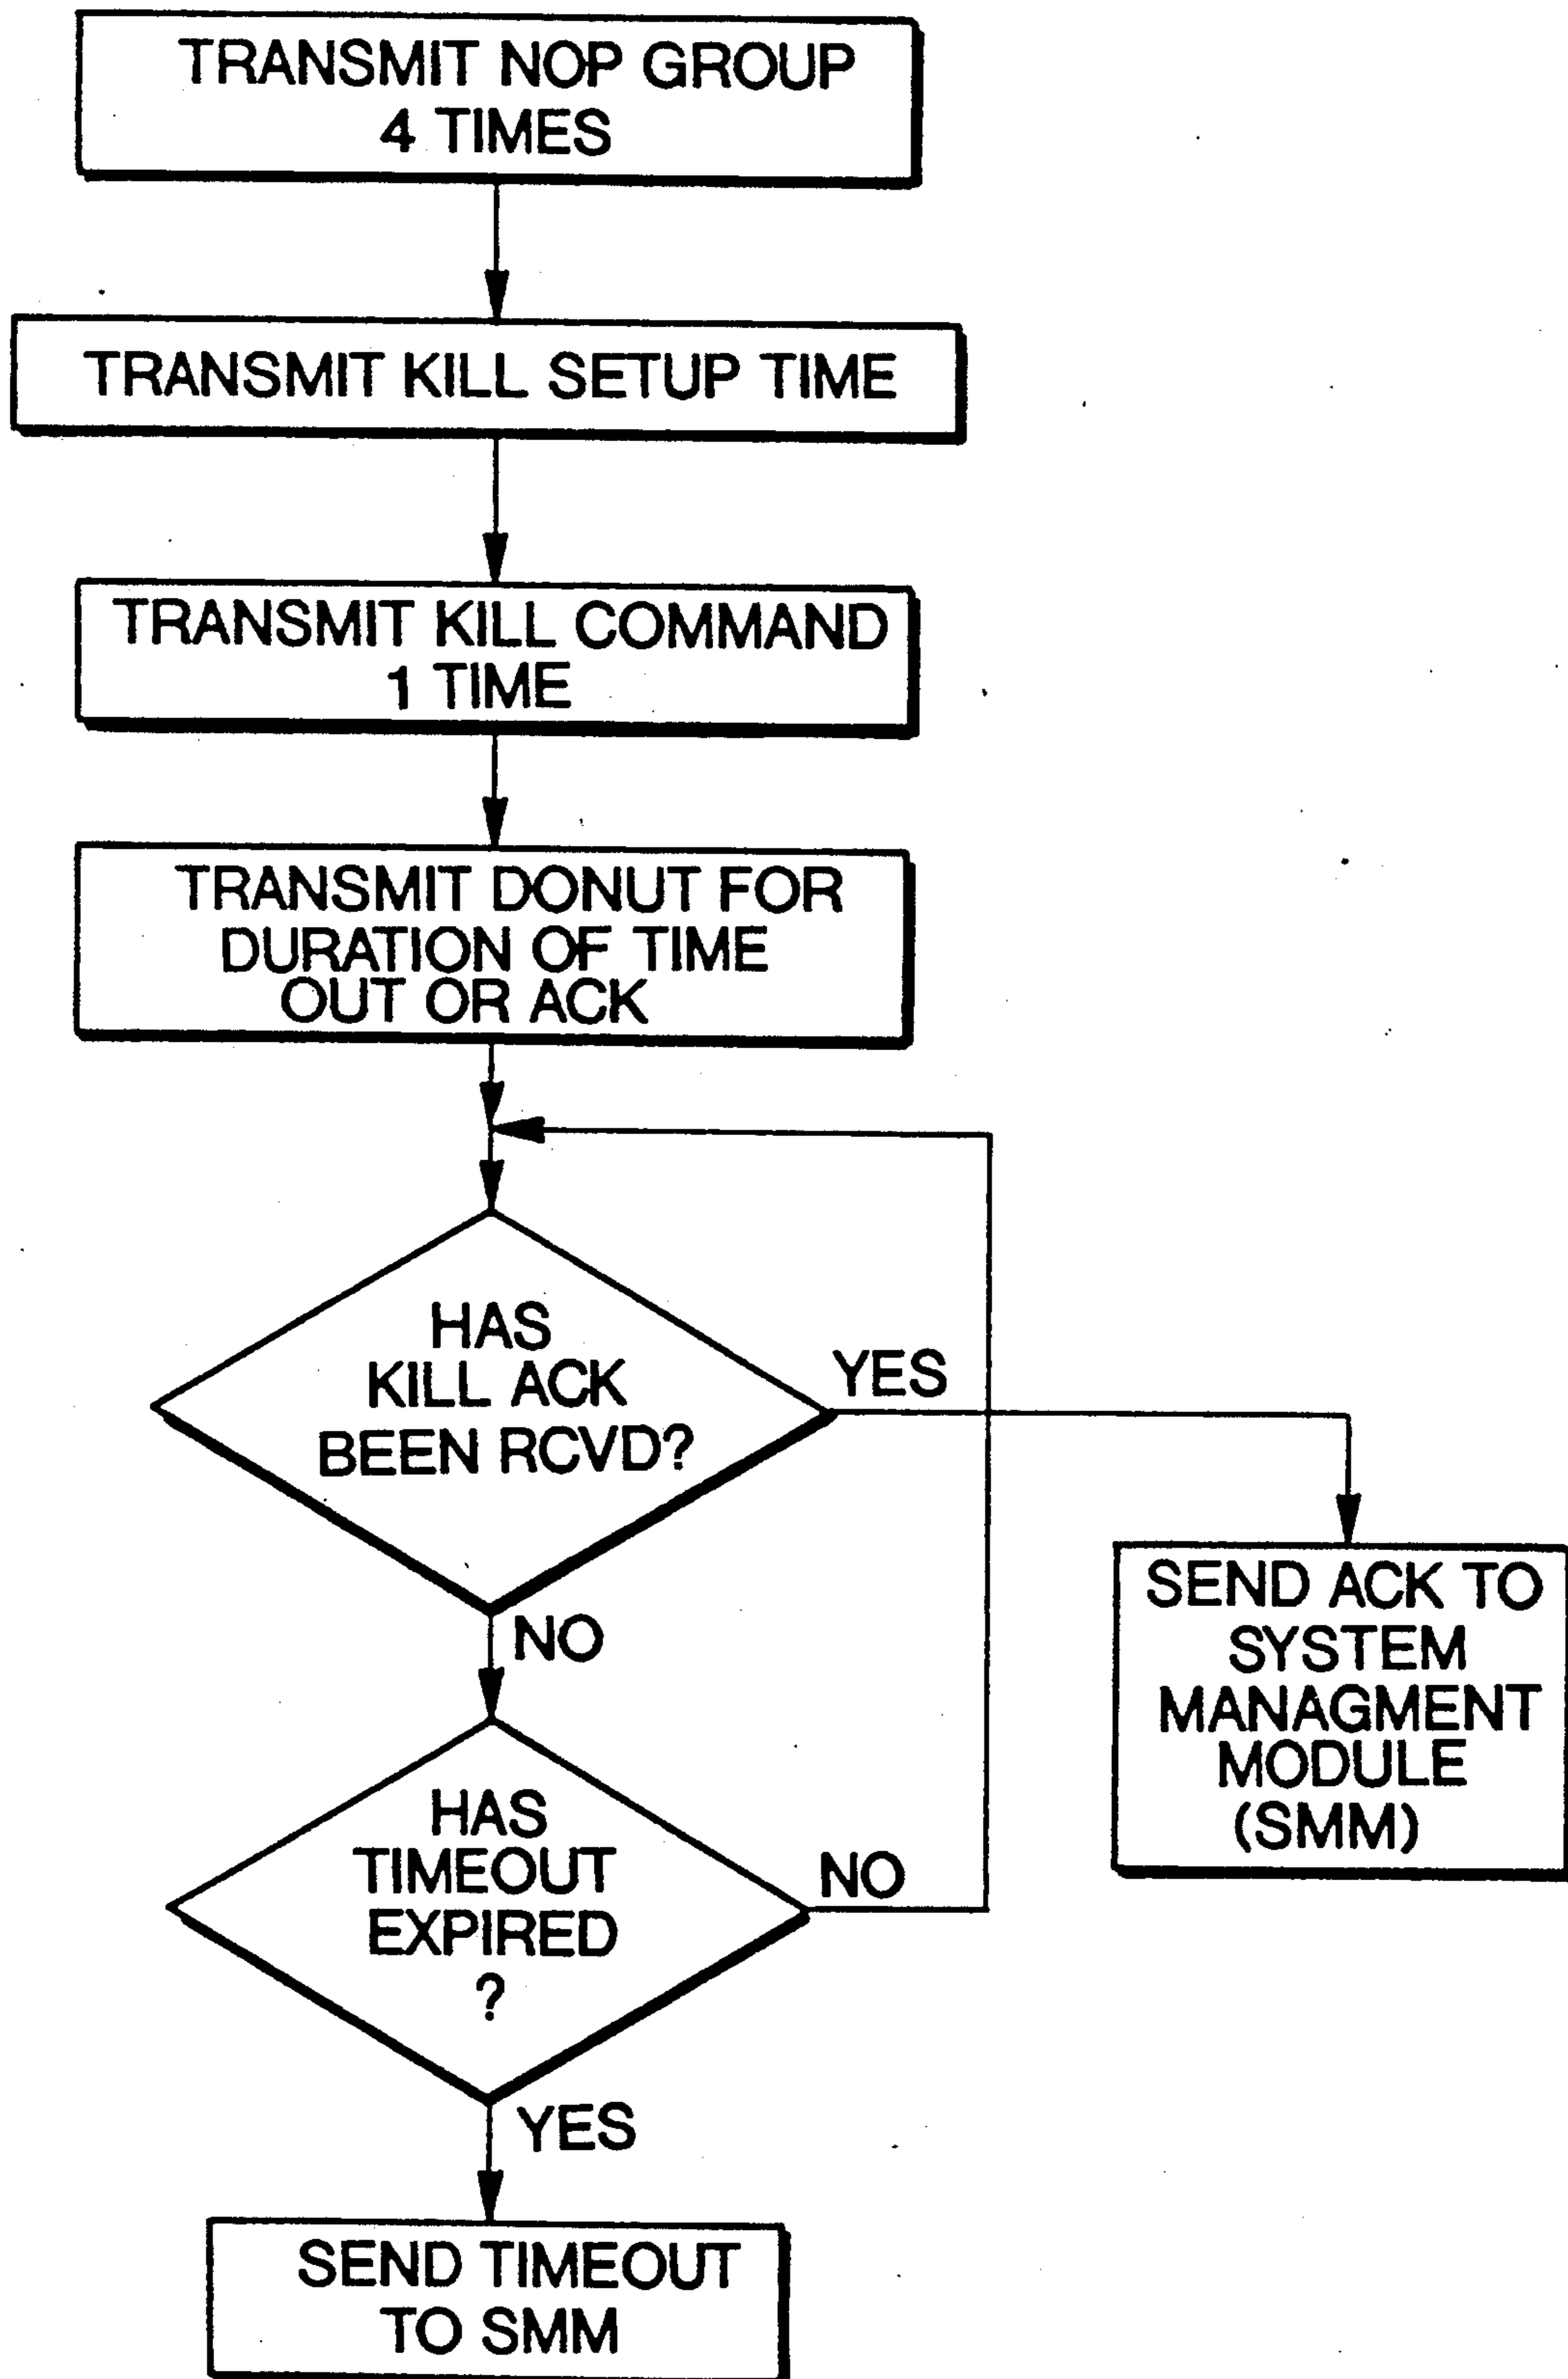 TRANSMIT NOP GROUP
4 TIMES
TRANSMIT KILL SETUP TIME
TRANSMIT KILL COMMAND
1 TIME
TRANSMIT DONUT FOR
DURATION OF TIME
OUT OR ACK
HAS
KILL ACK
BEEN RCVD?
YES
NO
SEND ACK TO
SYSTEM
MANAGMENT
MODULE
(SMM)
HAS
TIMEOUT
EXPIRED
?
NO
YES
SEND TIMEOUT
TO SMM